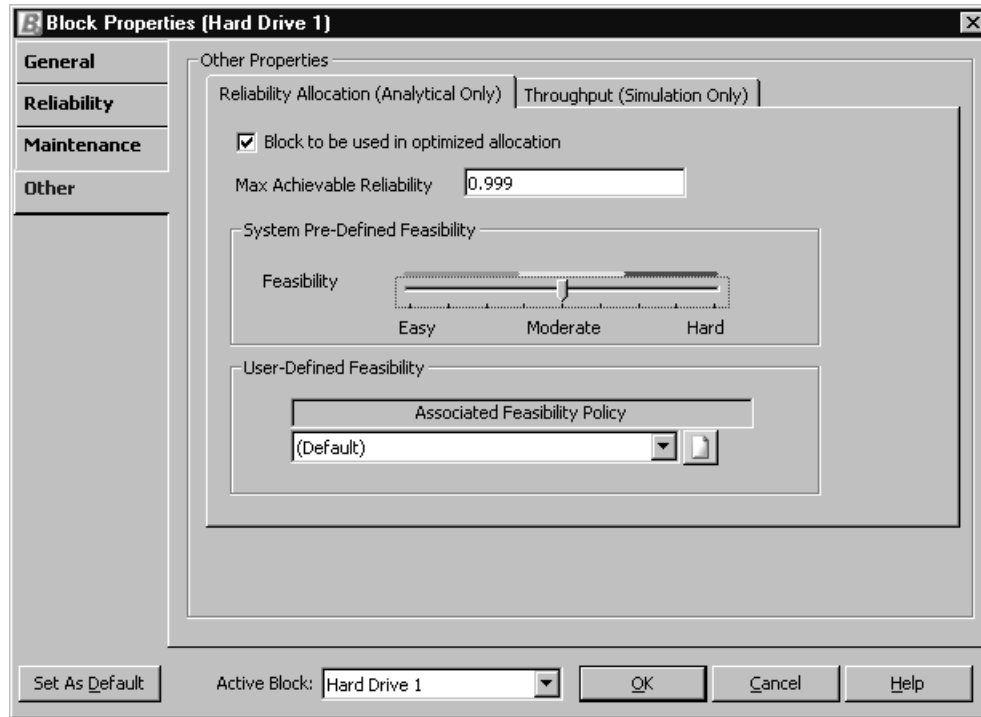 B Block Properties (Hard Drive 1)
General
Reliability
Maintenance
Other
Other Properties
Reliability Allocation (Analytical Only)
Throughput (Simulation Only)
Block to be used in optimized allocation
Max Achievable Reliability 0.999
System Pre-Defined Feasibility
Feasibility
Easy Moderate Hard
User-Defined Feasibility
Associated Feasibility Policy
(Default)
Set As Default Active Block: Hard Drive 1 OK Cancel Help